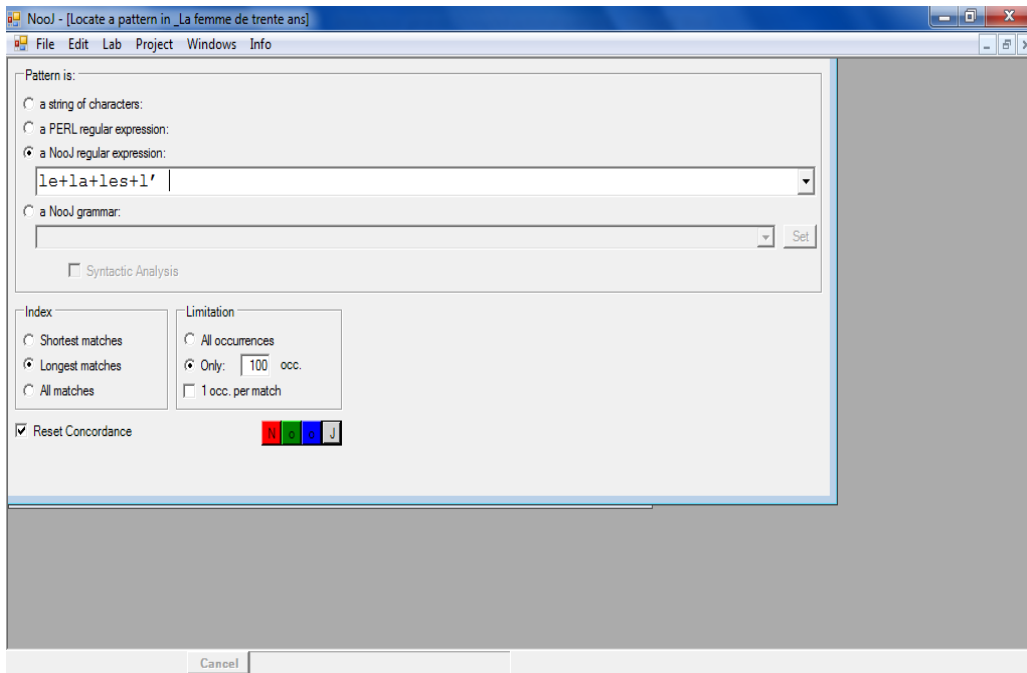 NooJ - [Locate a pattern in _La femme de trente ans]
File Edit Lab Project Windows Info
Pattern is:
a string of characters:
a PERL regular expression:
a NooJ regular expression:
le+la+les+l’
a NooJ grammar:
Set
Syntactic Analysis
Index
Shortest matches
Longest matches
All matches
Limitation
All occurrences
Only: 100 occ.
1 occ. per match
Reset Concordance
N o o J
Cancel